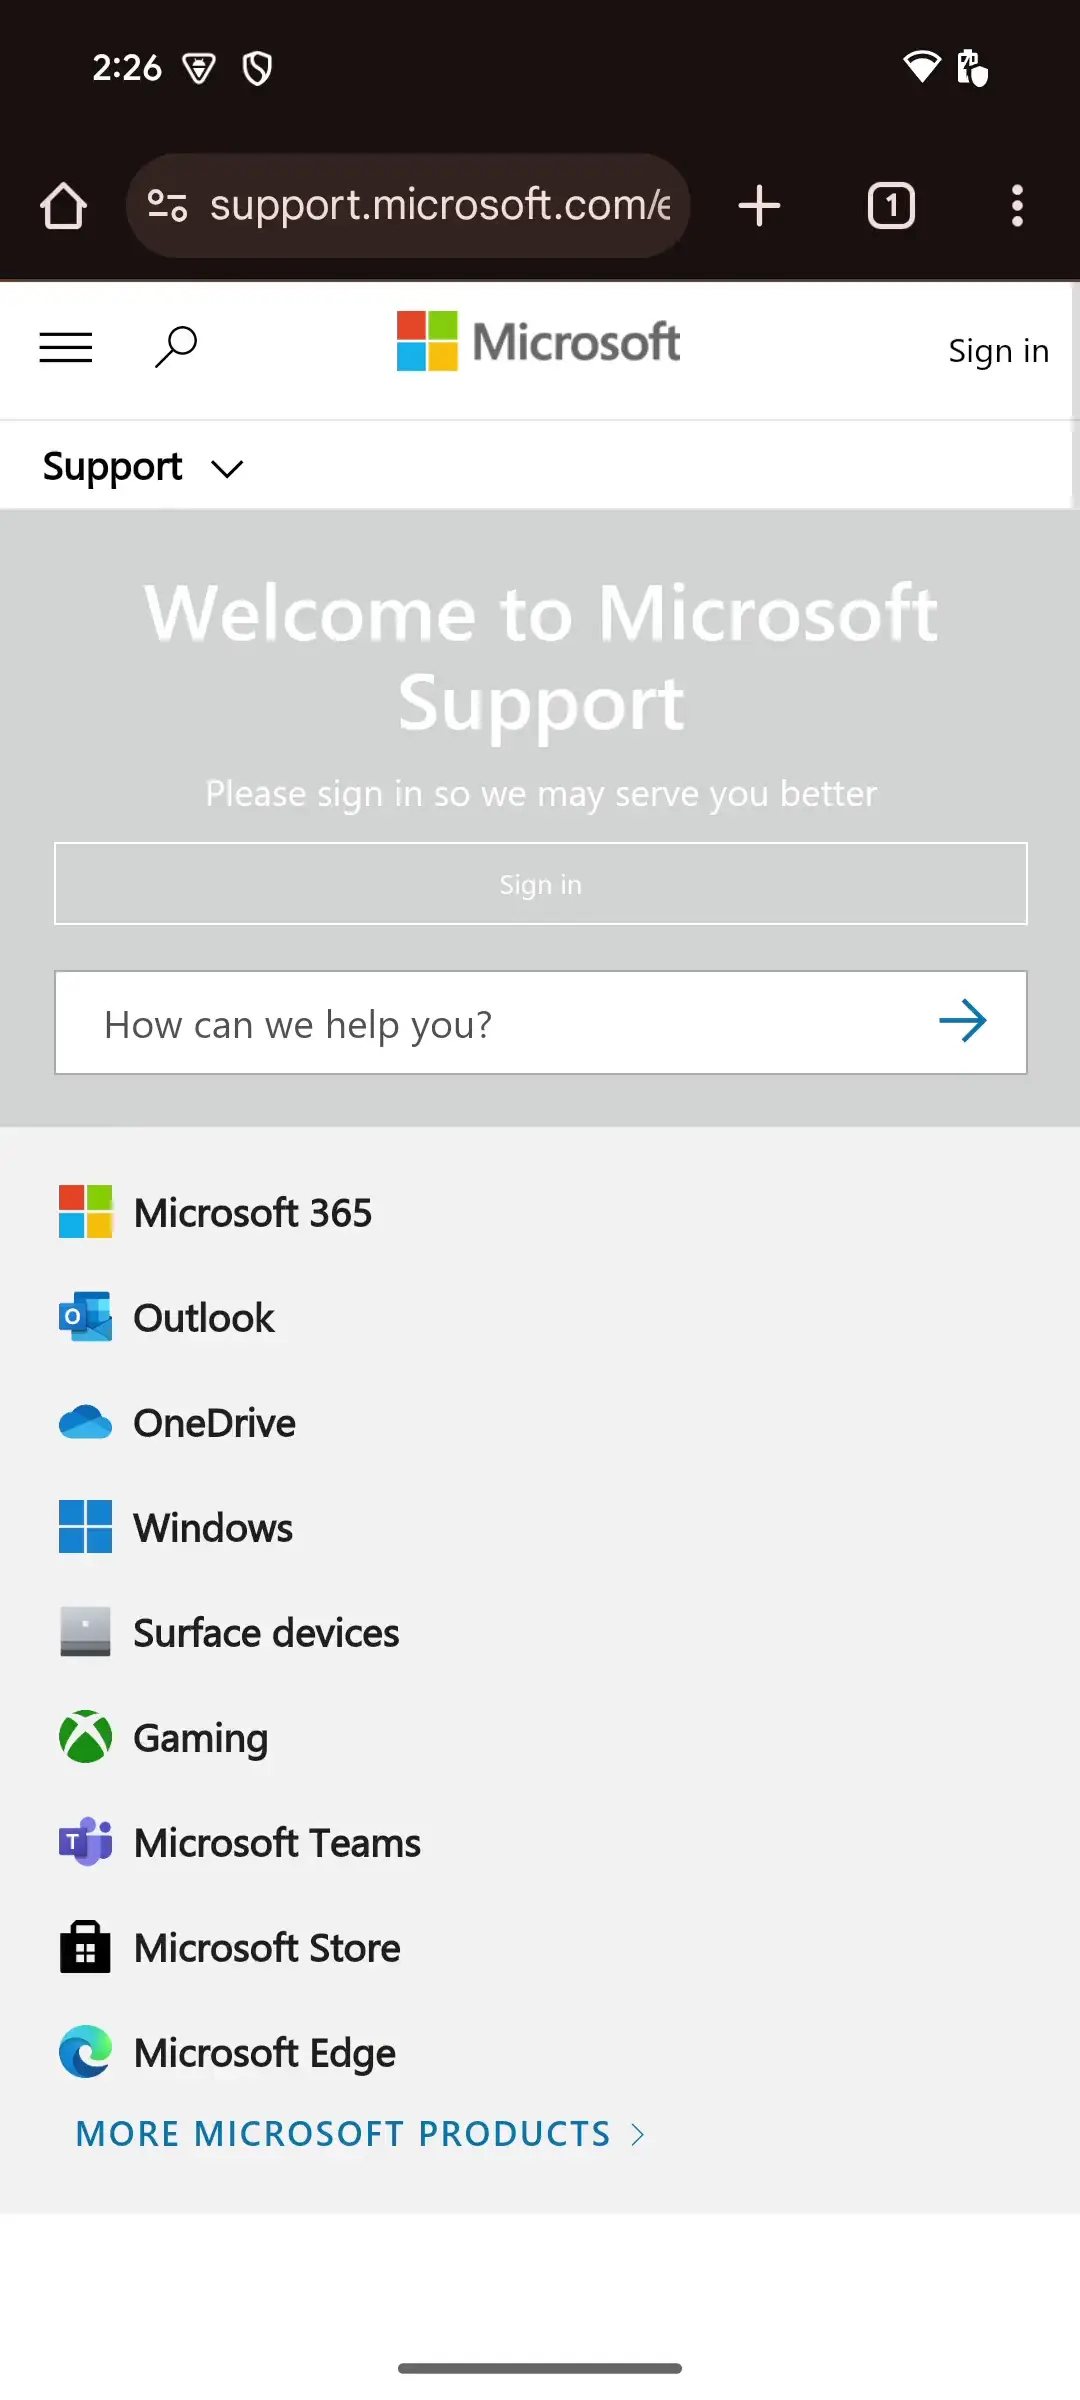 2:26
support.microsoft.com/e
1
Microsoft
Sign in
Support
Welcome to Microsoft
Support
Please sign in so we may serve you better
Sign in
How can we help you?
Microsoft 365
Outlook
OneDrive
Windows
Surface devices
Gaming
Microsoft Teams
Microsoft Store
Microsoft Edge
MORE MICROSOFT PRODUCTS